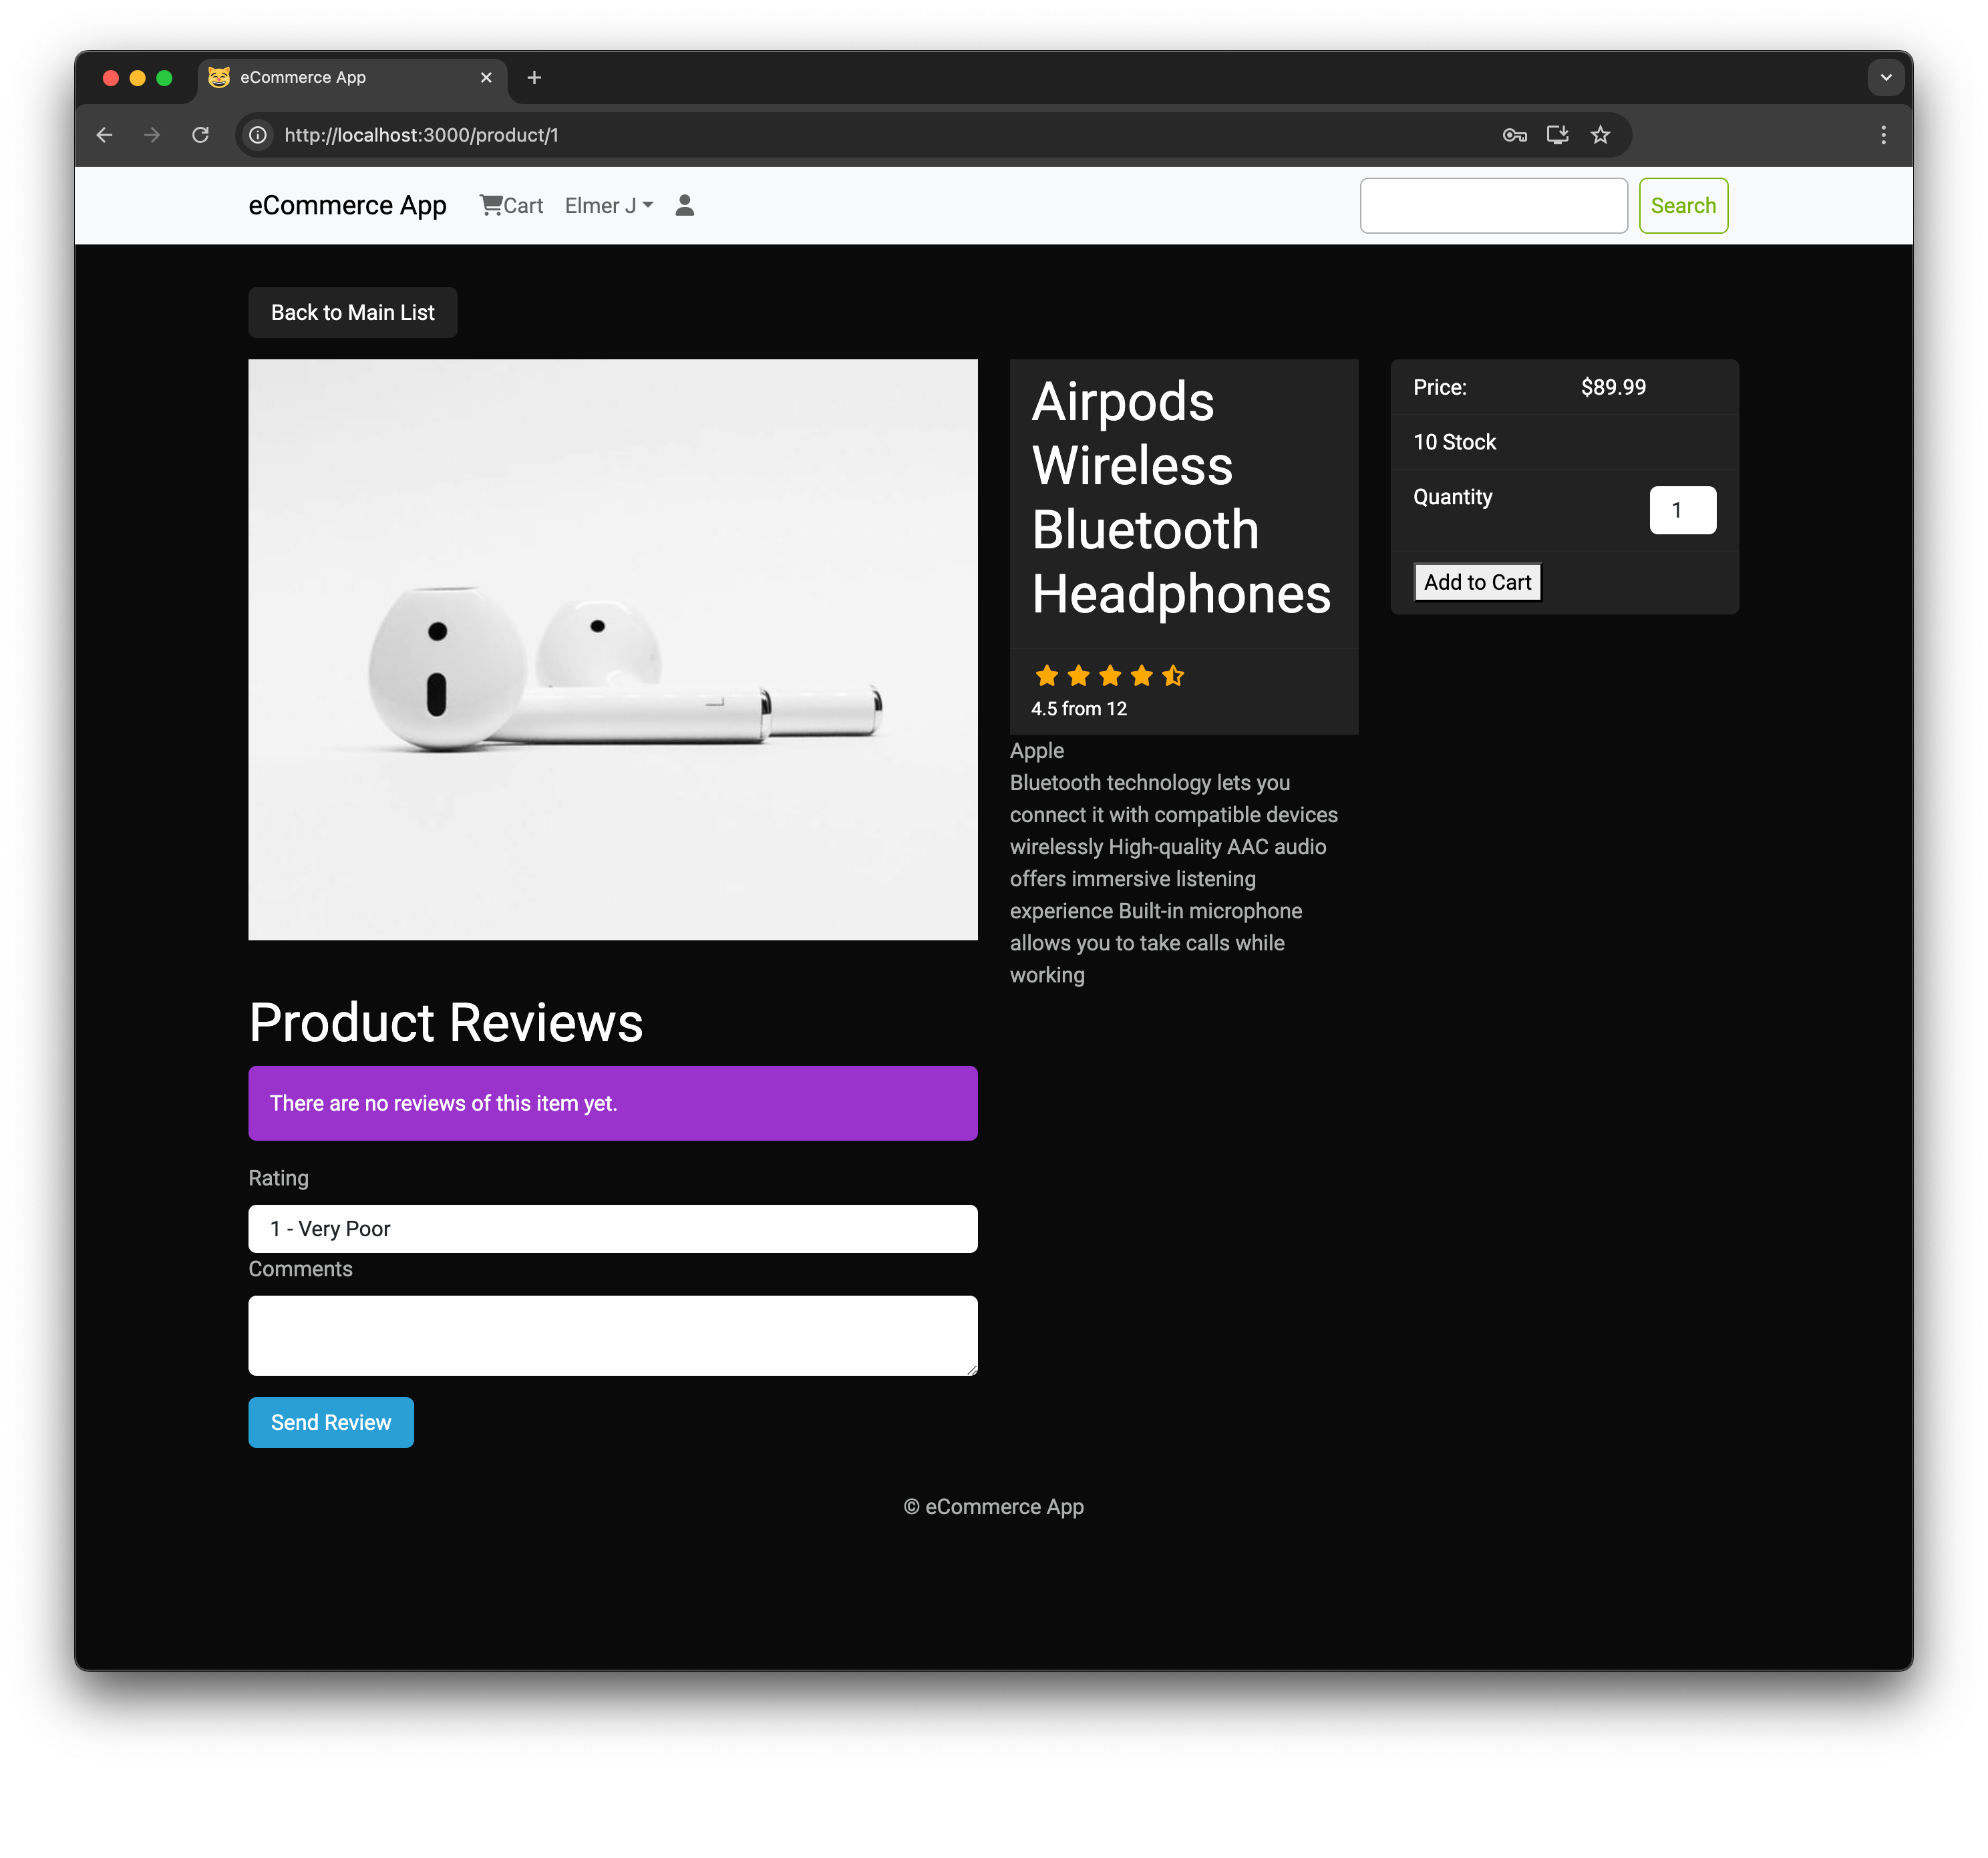 eCommerce App
http://localhost:3000/product/1
eCommerce App
Cart
Elmer J
Search
Back to Main List
Airpods
Wireless
Bluetooth
Headphones
4.5 from 12
Apple
Bluetooth technology lets you
connect it with compatible devices
wirelessly High-quality AAC audio
offers immersive listening
experience Built-in microphone
allows you to take calls while
working
Price: $89.99
10 Stock
Quantity 1
Add to Cart
Product Reviews
There are no reviews of this item yet.
Rating
1 - Very Poor
Comments
Send Review
© eCommerce App